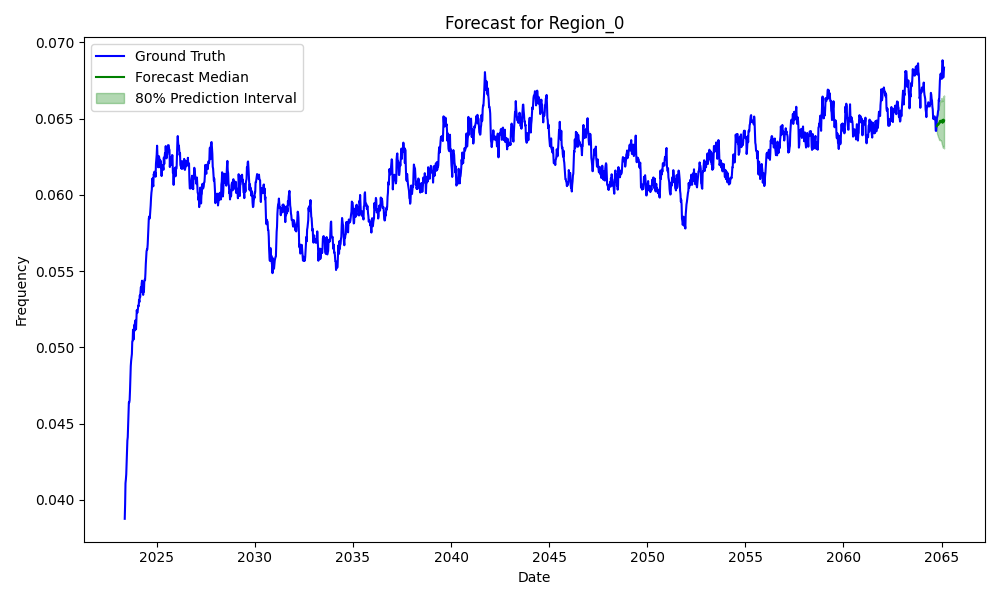 Forecast for Region_0
Ground Truth
Forecast Median
80% Prediction Interval
Frequency
0.070
0.065
0.060
0.055
0.050
0.045
0.040
2025
2030
2035
2040
2045
2050
2055
2060
2065
Date